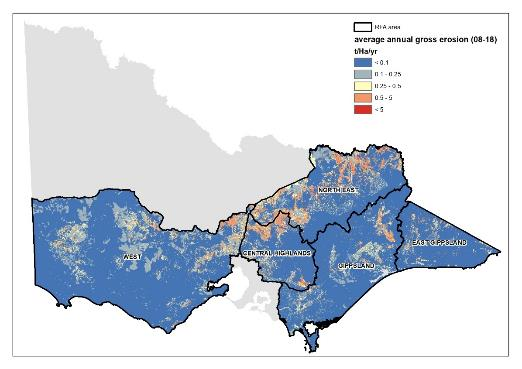 RFA area
average annual gross erosion (08-18)
t/Ha/yr
< 0.1
0.1 - 0.25
0.25 - 0.5
0.5 - 5
< 5
NORTH EAST
EAST GIPPSLAND
CENTRAL HIGHLANDS
WEST
GIPPSLAND